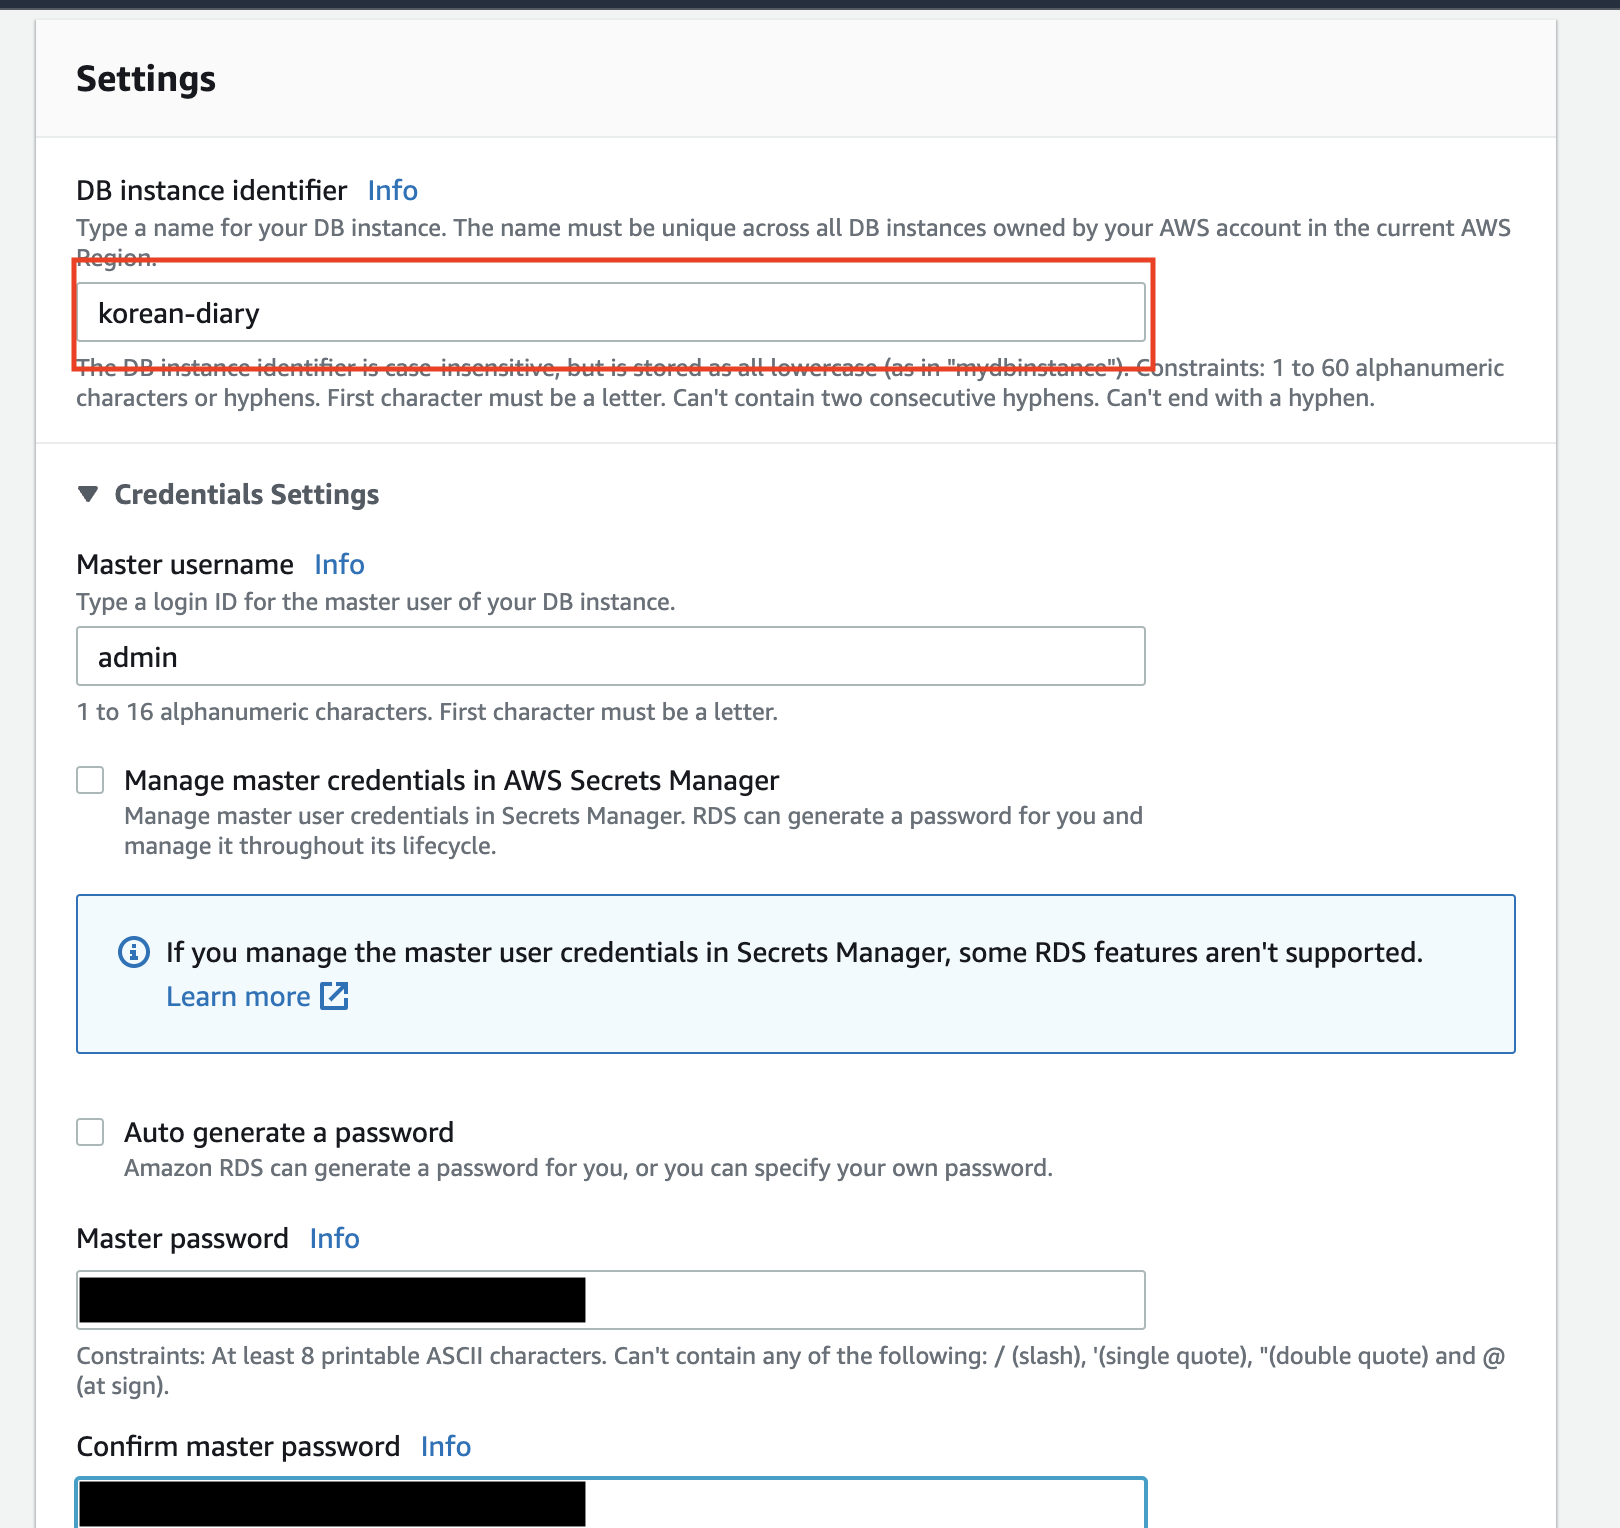 Settings
DB instance identifier Info
Type a name for your DB instance. The name must be unique across all DB instances owned by your AWS account in the current AWS
Region.
korean-diary
The DB instance identifier is case-insensitive, but is stored as all lowercase (as in "mydbinstance"). Constraints: 1 to 60 alphanumeric
characters or hyphens. First character must be a letter. Can't contain two consecutive hyphens. Can't end with a hyphen.
Credentials Settings
Master username Info
Type a login ID for the master user of your DB instance.
admin
1 to 16 alphanumeric characters. First character must be a letter.
Manage master credentials in AWS Secrets Manager
Manage master user credentials in Secrets Manager. RDS can generate a password for you and
manage it throughout its lifecycle.
If you manage the master user credentials in Secrets Manager, some RDS features aren't supported.
Learn more
Auto generate a password
Amazon RDS can generate a password for you, or you can specify your own password.
Master password Info
Constraints: At least 8 printable ASCII characters. Can't contain any of the following: / (slash), '(single quote), "(double quote) and @
(at sign).
Confirm master password Info